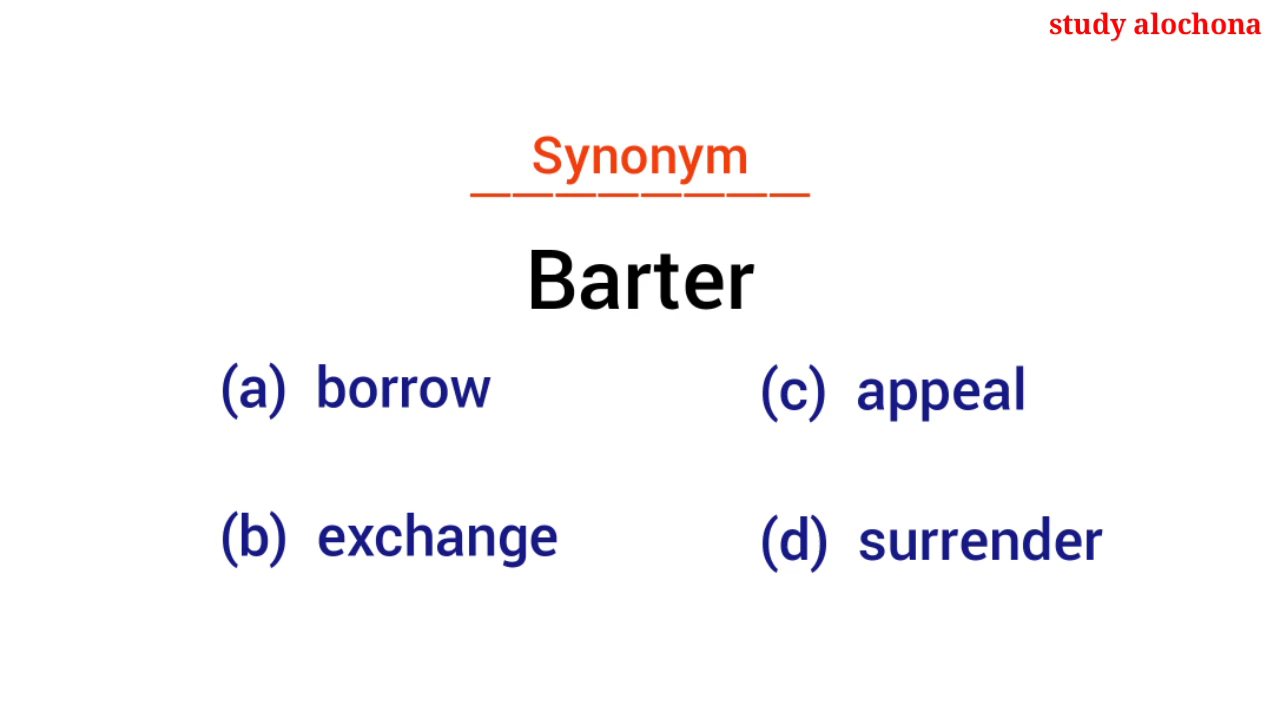 study alochona
Synonym
Barter
(a) borrow
(c) appeal
(b) exchange
(d) surrender